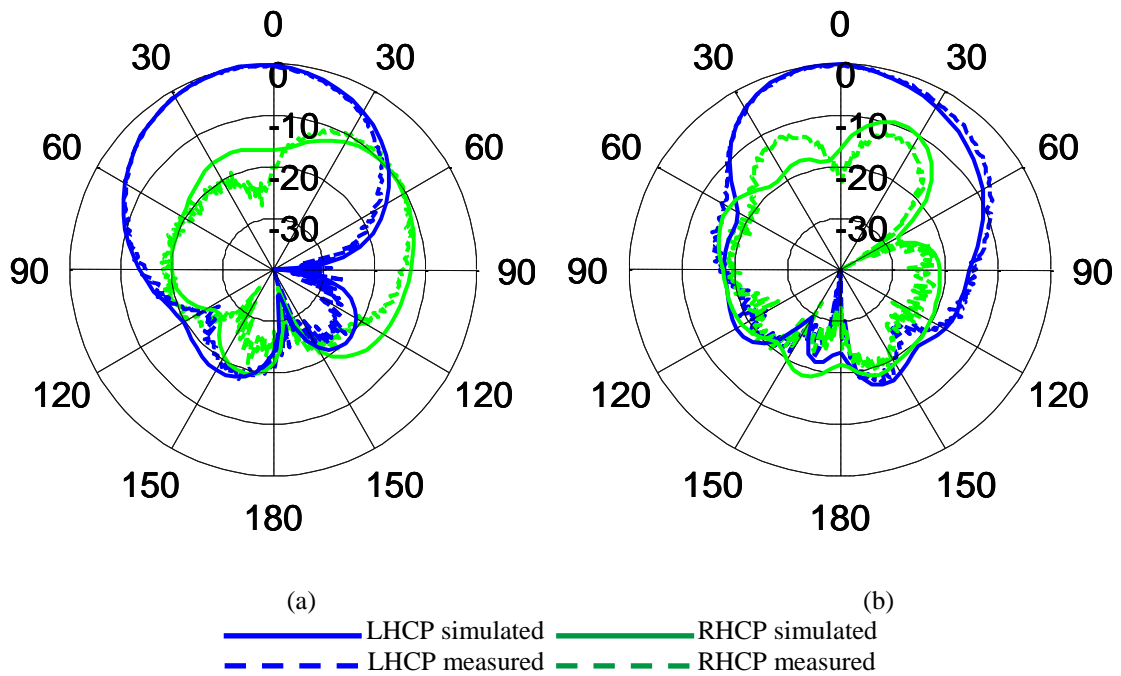 0 0
30 30 30 30
0 0
-10 -10
60 60 60 60
-20 -20
-30 -30
90 90 90 90
120 120 120 120
150 150 150 150
180 180
(a) (b)
LHCP simulated RHCP simulated
LHCP measured RHCP measured